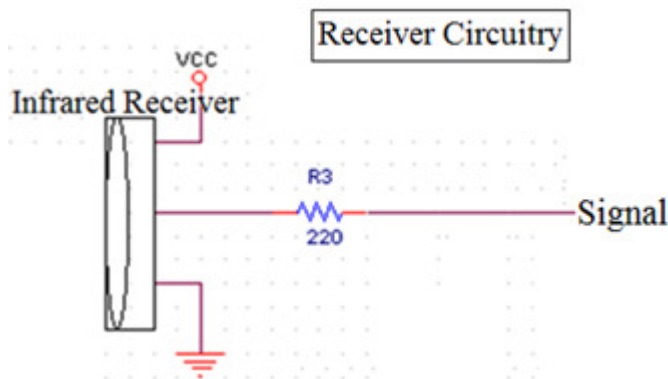 Receiver Circuitry
VCC
Infrared Receiver
R3
220
Signal